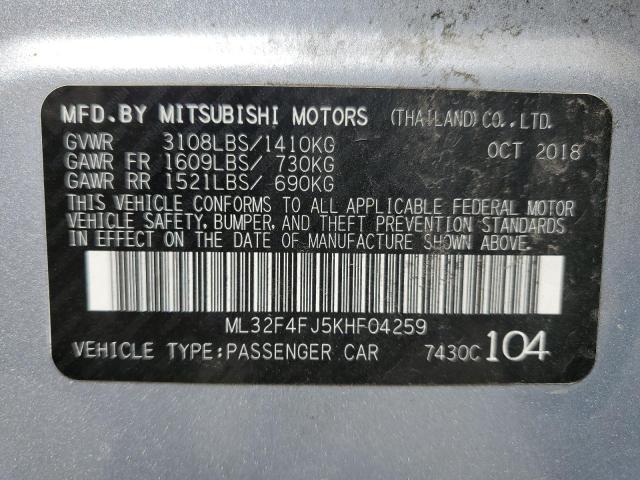 MFD.BY MITSUBISHI MOTORS (THAILAND) CO.,LTD.
GVWR 3108LBS/1410KG OCT 2018
GAWR FR 1609LBS/ 730KG
GAWR RR 1521LBS/ 690KG
THIS VEHICLE CONFORMS TO ALL APPLICABLE FEDERAL MOTOR
VEHICLE SAFETY, BUMPER, AND THEFT PREVENTION STANDARDS
IN EFFECT ON THE DATE OF MANUFACTURE SHOWN ABOVE.
ML32F4FJ5KHF04259
VEHICLE TYPE:PASSENGER CAR 7430C 104